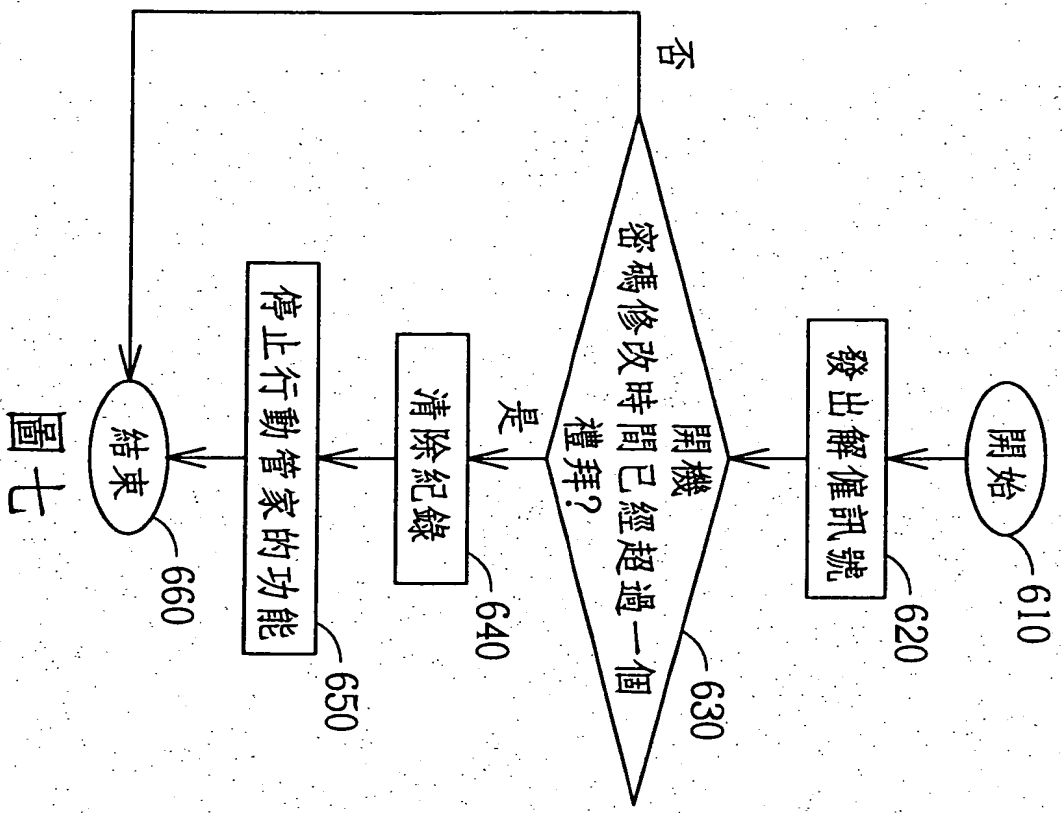 開始
610
發出解僱訊號
620
開機
密碼修改時間已經超過一個
禮拜?
630
否
是
清除紀錄
640
停止行動管家的功能
650
結束
660
圖七